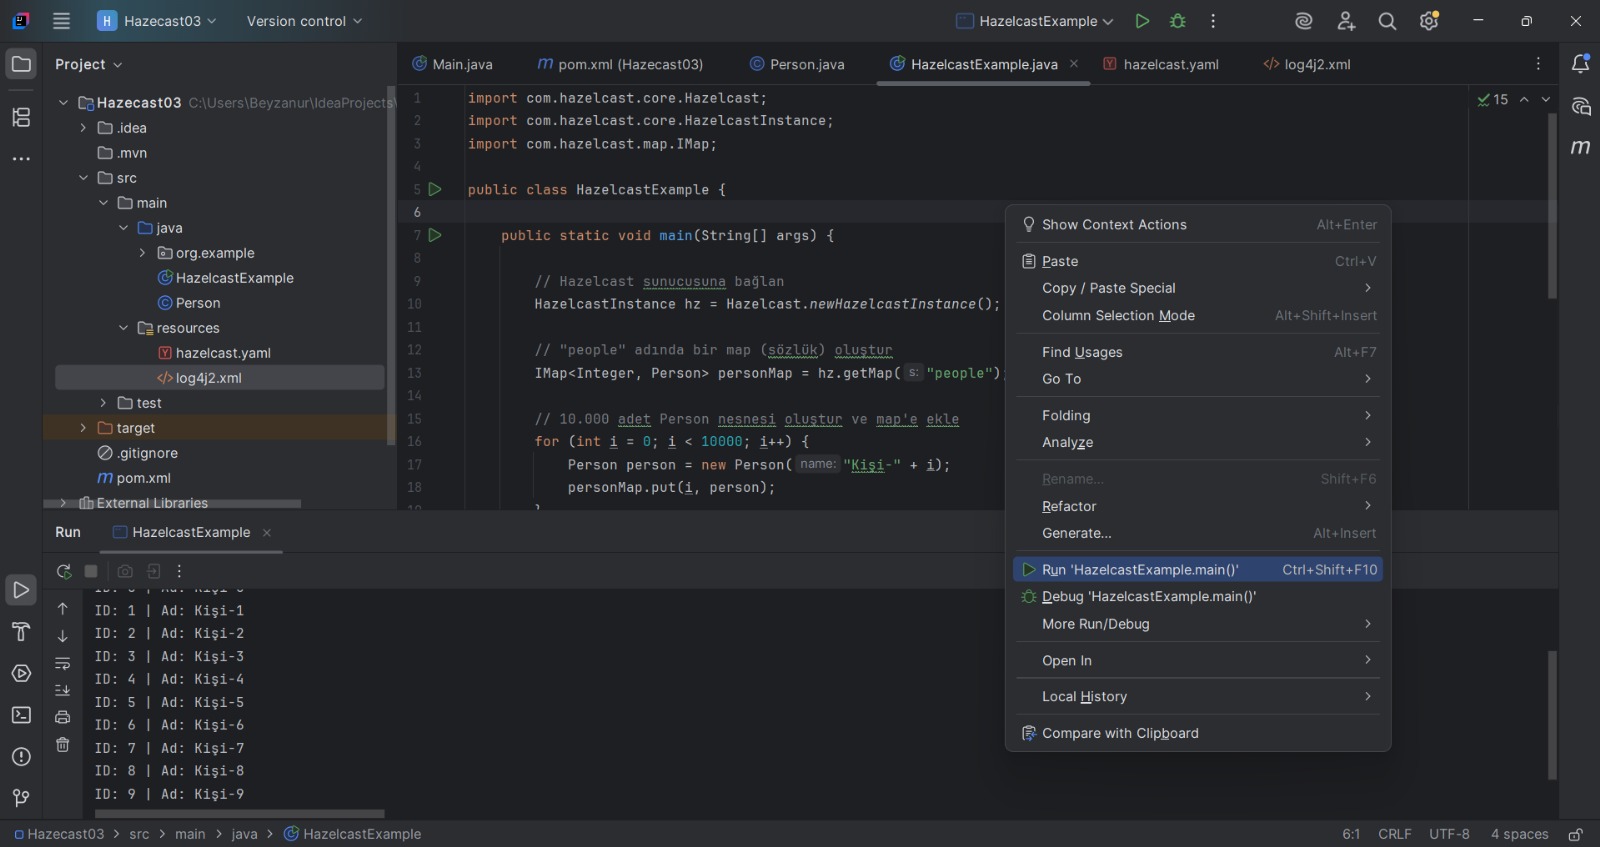 H Hazecast03 Version control HazelcastExample
Project
Main.java pom.xml (Hazecast03) Person.java HazelcastExample.java hazelcast.yaml log4j2.xml
Hazecast03 C:\Users\Beyzanur\IdeaProjects\
.idea
.mvn
src
main
java
org.example
HazelcastExample
Person
resources
hazelcast.yaml
log4j2.xml
test
target
.gitignore
pom.xml
External Libraries
15
1 import com.hazelcast.core.Hazelcast;
2 import com.hazelcast.core.HazelcastInstance;
3 import com.hazelcast.map.IMap;
4
5 public class HazelcastExample {
6
7 public static void main(String[] args) {
8
9 // Hazelcast sunucusuna bağlan
10 HazelcastInstance hz = Hazelcast.newHazelcastInstance();
11
12 // "people" adında bir map (sözlük) oluştur
13 IMap<Integer, Person> personMap = hz.getMap( s: "people");
14
15 // 10.000 adet Person nesnesi oluştur ve map'e ekle
16 for (int i = 0; i < 10000; i++) {
17 Person person = new Person( name: "Kişi-" + i);
18 personMap.put(i, person);
19 }
Show Context Actions Alt+Enter
Paste Ctrl+V
Copy / Paste Special
Column Selection Mode Alt+Shift+Insert
Find Usages Alt+F7
Go To
Folding
Analyze
Rename... Shift+F6
Refactor
Generate... Alt+Insert
Run 'HazelcastExample.main()' Ctrl+Shift+F10
Debug 'HazelcastExample.main()'
More Run/Debug
Open In
Local History
Compare with Clipboard
Run HazelcastExample
ID: 0 | Ad: Kişi-0
ID: 1 | Ad: Kişi-1
ID: 2 | Ad: Kişi-2
ID: 3 | Ad: Kişi-3
ID: 4 | Ad: Kişi-4
ID: 5 | Ad: Kişi-5
ID: 6 | Ad: Kişi-6
ID: 7 | Ad: Kişi-7
ID: 8 | Ad: Kişi-8
ID: 9 | Ad: Kişi-9
Hazecast03 > src > main > java > HazelcastExample 6:1 CRLF UTF-8 4 spaces